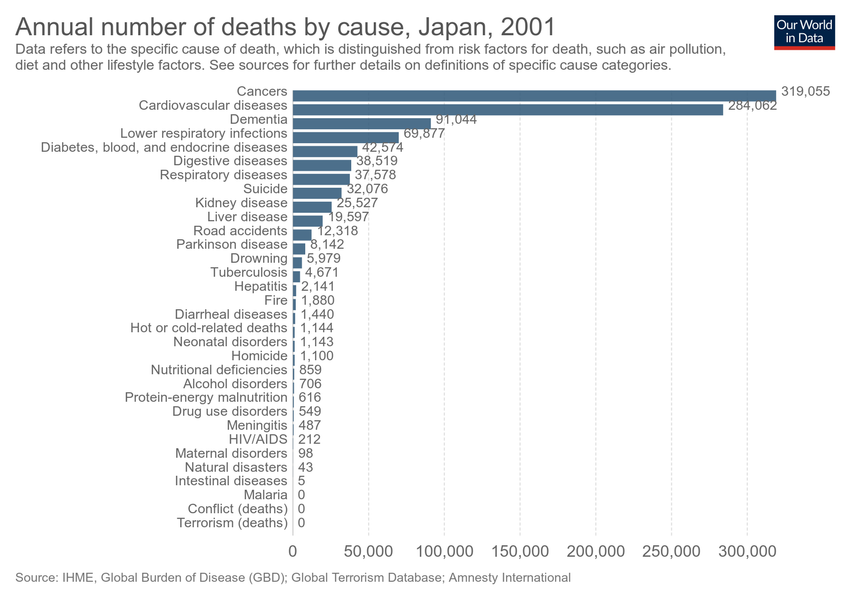 Annual number of deaths by cause, Japan, 2001
Our World
in Data
Data refers to the specific cause of death, which is distinguished from risk factors for death, such as air pollution,
diet and other lifestyle factors. See sources for further details on definitions of specific cause categories.
Cancers 319,055
Cardiovascular diseases 284,062
Dementia 91,044
Lower respiratory infections 69,877
Diabetes, blood, and endocrine diseases 42,574
Digestive diseases 38,519
Respiratory diseases 37,578
Suicide 32,076
Kidney disease 25,527
Liver disease 19,597
Road accidents 12,318
Parkinson disease 8,142
Drowning 5,979
Tuberculosis 4,671
Hepatitis 2,141
Fire 1,880
Diarrheal diseases 1,440
Hot or cold-related deaths 1,144
Neonatal disorders 1,143
Homicide 1,100
Nutritional deficiencies 859
Alcohol disorders 706
Protein-energy malnutrition 616
Drug use disorders 549
Meningitis 487
HIV/AIDS 212
Maternal disorders 98
Natural disasters 43
Intestinal diseases 5
Malaria 0
Conflict (deaths) 0
Terrorism (deaths) 0
0 50,000 100,000 150,000 200,000 250,000 300,000
Source: IHME, Global Burden of Disease (GBD); Global Terrorism Database; Amnesty International